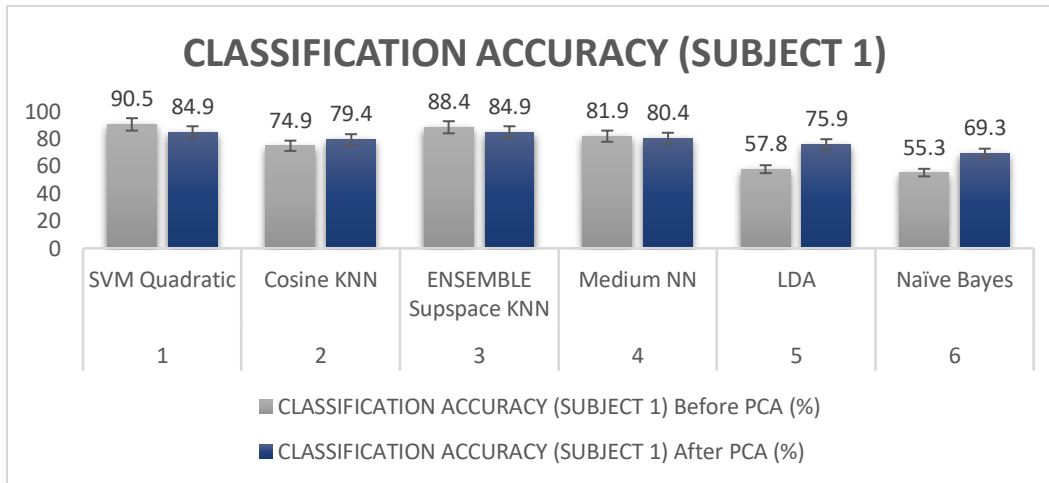 CLASSIFICATION ACCURACY (SUBJECT 1)
90.5 84.9 74.9 79.4 88.4 84.9 81.9 80.4 57.8 75.9 55.3 69.3
100
80
60
40
20
0
SVM Quadratic Cosine KNN ENSEMBLE Supspace KNN Medium NN LDA Naïve Bayes
1 2 3 4 5 6
CLASSIFICATION ACCURACY (SUBJECT 1) Before PCA (%)
CLASSIFICATION ACCURACY (SUBJECT 1) After PCA (%)